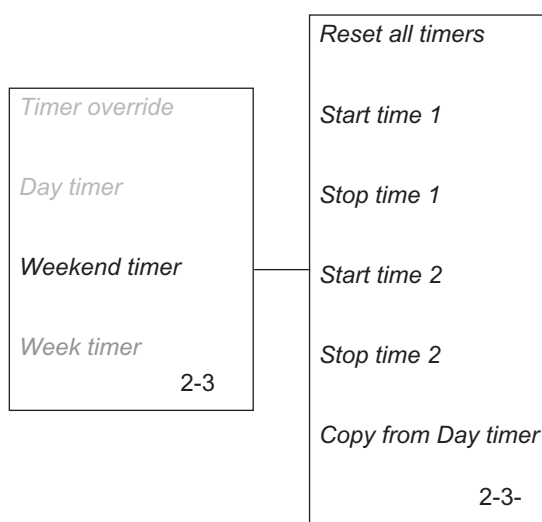 Timer override
Day timer
Weekend timer
Week timer
2-3
Reset all timers
Start time 1
Stop time 1
Start time 2
Stop time 2
Copy from Day timer
2-3-